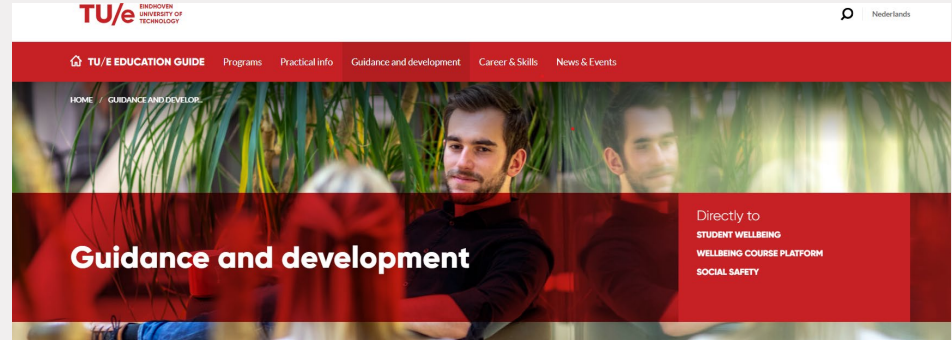 TU/e EINDHOVEN
UNIVERSITY OF
TECHNOLOGY
Nederlands
TU/E EDUCATION GUIDE Programs Practical info Guidance and development Career & Skills News & Events
HOME / GUIDANCE AND DEVELOP...
Directly to
STUDENT WELLBEING
WELLBEING COURSE PLATFORM
SOCIAL SAFETY
Guidance and development